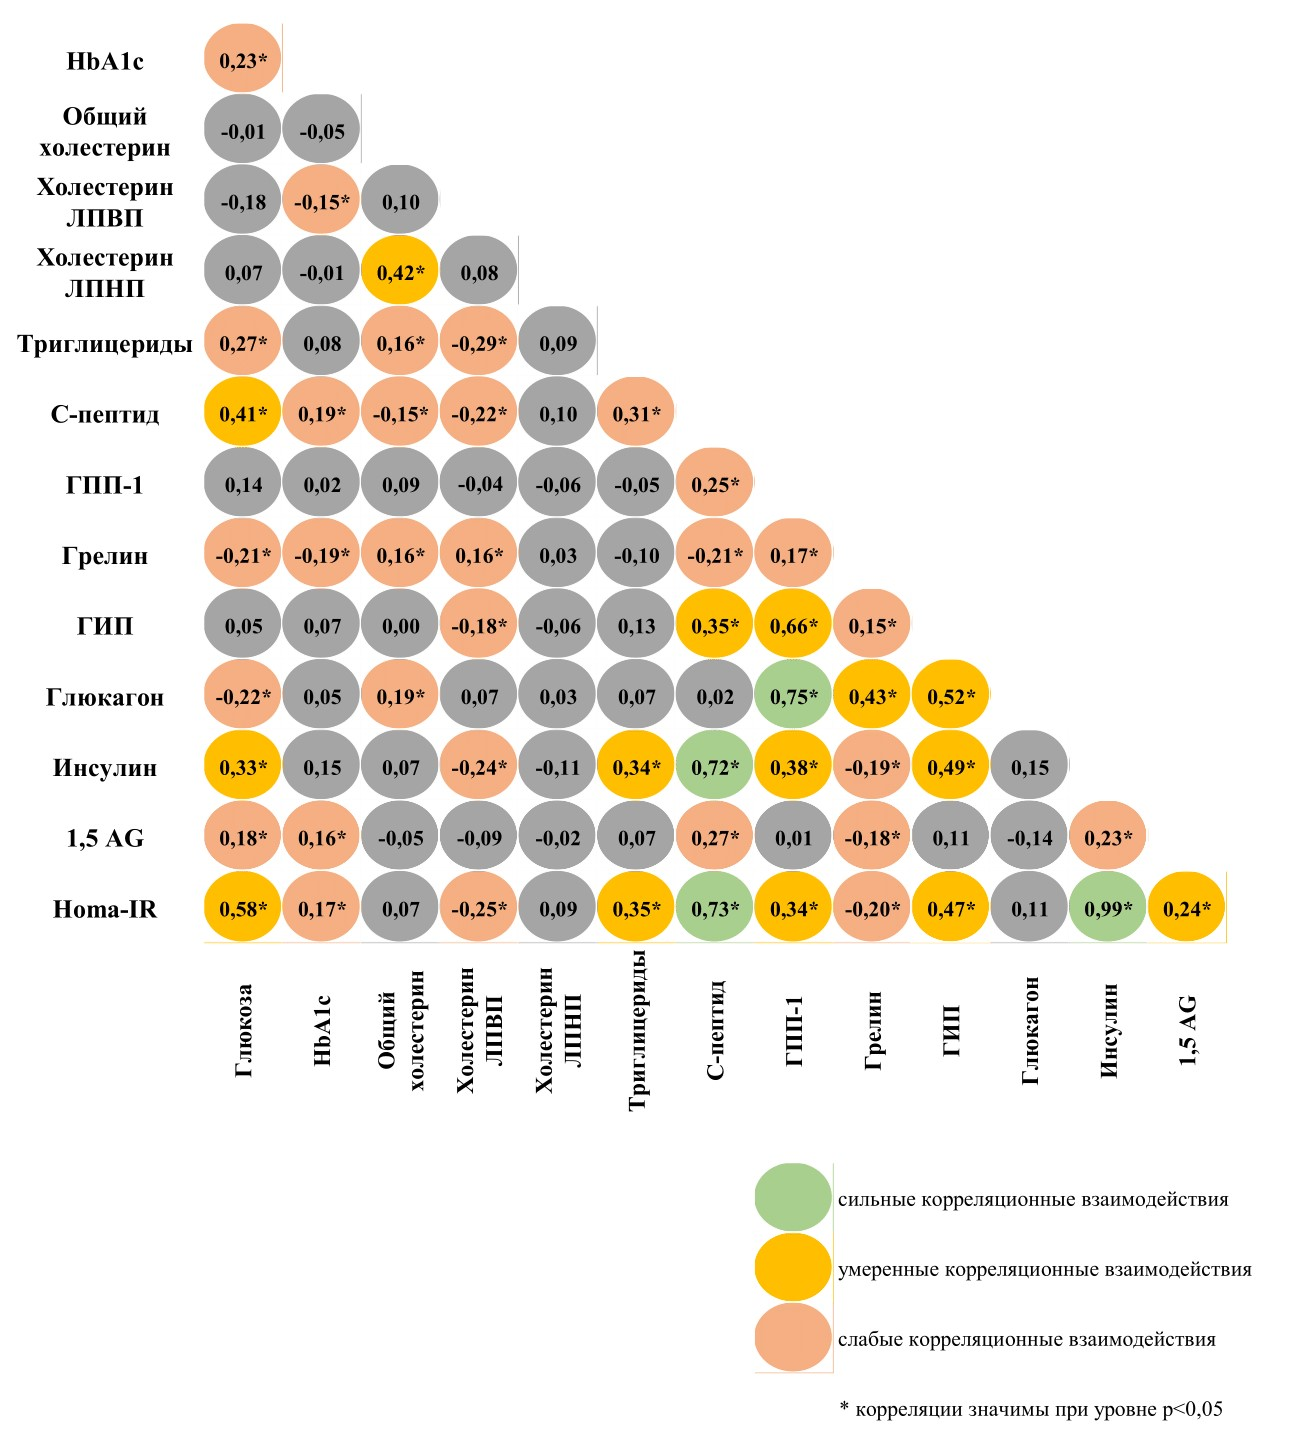 HbA1c 0,23*
Общий
холестерин -0,01 -0,05
Холестерин
ЛПВП -0,18 -0,15* 0,10
Холестерин
ЛПНП 0,07 -0,01 0,42* 0,08
Триглицериды 0,27* 0,08 0,16* -0,29* 0,09
С-пептид 0,41* 0,19* -0,15* -0,22* 0,10 0,31*
ГПП-1 0,14 0,02 0,09 -0,04 -0,06 -0,05 0,25*
Грелин -0,21* -0,19* 0,16* 0,16* 0,03 -0,10 -0,21* 0,17*
ГИП 0,05 0,07 0,00 -0,18* -0,06 0,13 0,35* 0,66* 0,15*
Глюкагон -0,22* 0,05 0,19* 0,07 0,03 0,07 0,02 0,75* 0,43* 0,52*
Инсулин 0,33* 0,15 0,07 -0,24* -0,11 0,34* 0,72* 0,38* -0,19* 0,49* 0,15
1,5 AG 0,18* 0,16* -0,05 -0,09 -0,02 0,07 0,27* 0,01 -0,18* 0,11 -0,14 0,23*
Homa-IR 0,58* 0,17* 0,07 -0,25* 0,09 0,35* 0,73* 0,34* -0,20* 0,47* 0,11 0,99* 0,24*
Глюкоза
HbA1c
Общий
холестерин
Холестерин
ЛПВП
Холестерин
ЛПНП
Триглицериды
С-пептид
ГПП-1
Грелин
ГИП
Глюкагон
Инсулин
1,5 AG
сильные корреляционные взаимодействия
умеренные корреляционные взаимодействия
слабые корреляционные взаимодействия
* корреляции значимы при уровне p<0,05